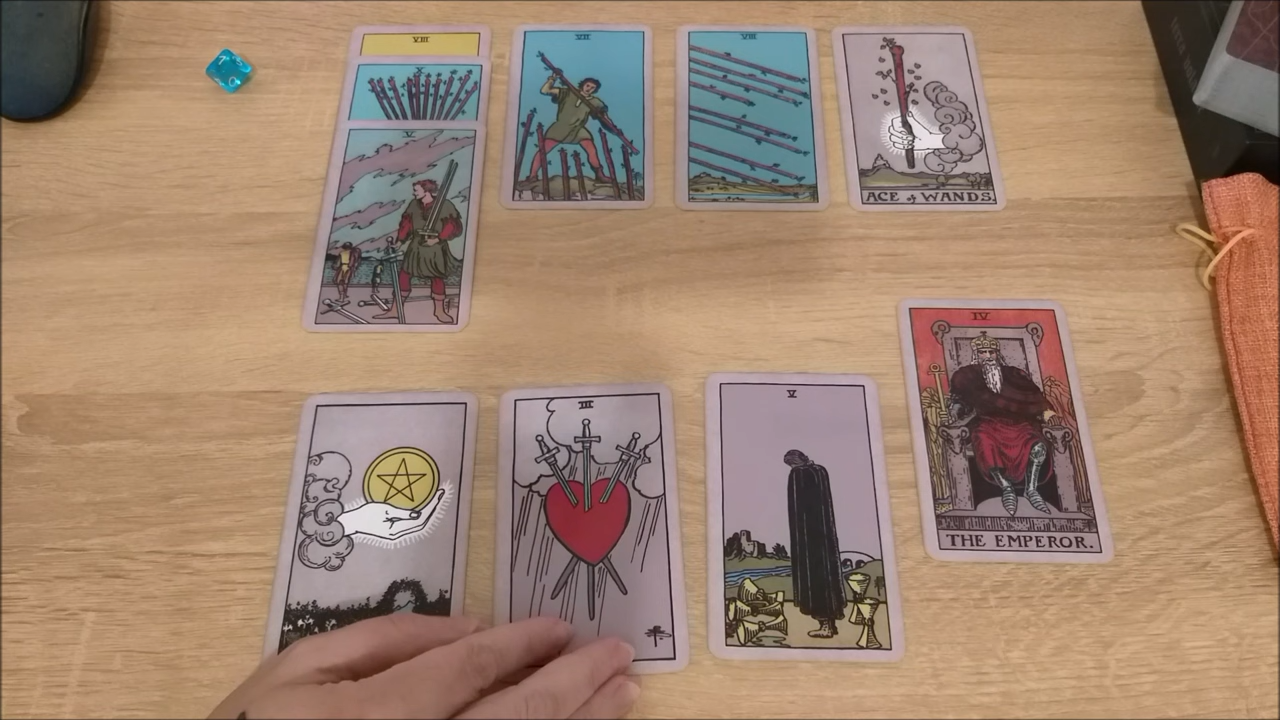 VIII
X
V
VII
VIII
ACE of WANDS.
III
V
IV
THE EMPEROR.